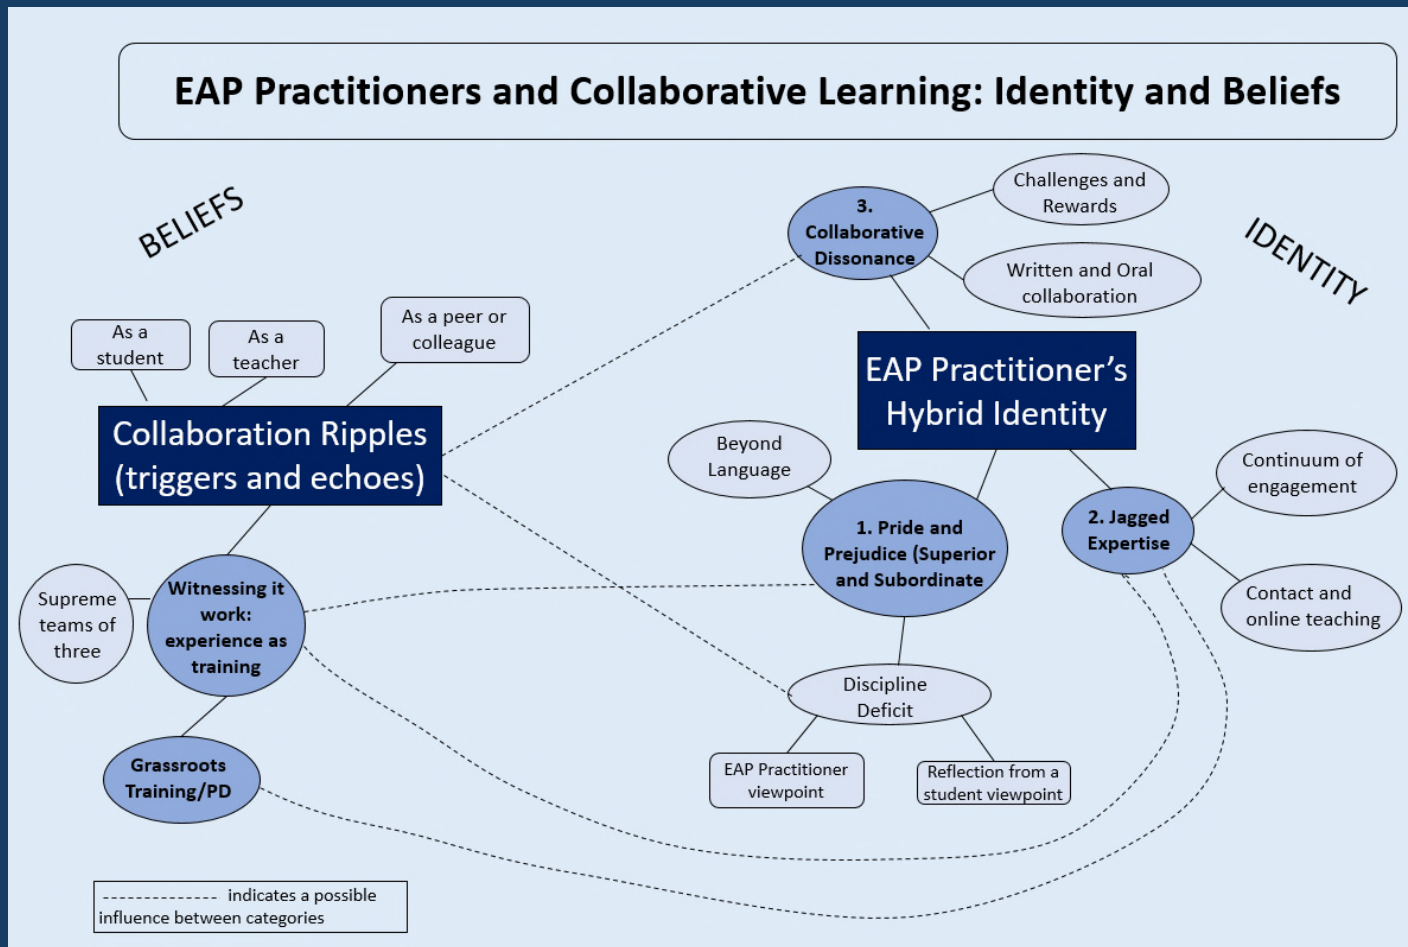 EAP Practitioners and Collaborative Learning: Identity and Beliefs
BELIEFS
IDENTITY
As a
student
As a
teacher
As a peer or
colleague
Collaboration Ripples
(triggers and echoes)
Supreme
teams of
three
Witnessing it
work:
experience as
training
Grassroots
Training/PD
3.
Collaborative
Dissonance
Challenges and
Rewards
Written and Oral
collaboration
EAP Practitioner’s
Hybrid Identity
Beyond
Language
1. Pride and
Prejudice (Superior
and Subordinate
2. Jagged
Expertise
Continuum of
engagement
Contact and
online teaching
Discipline
Deficit
EAP Practitioner
viewpoint
Reflection from a
student viewpoint
indicates a possible
influence between categories